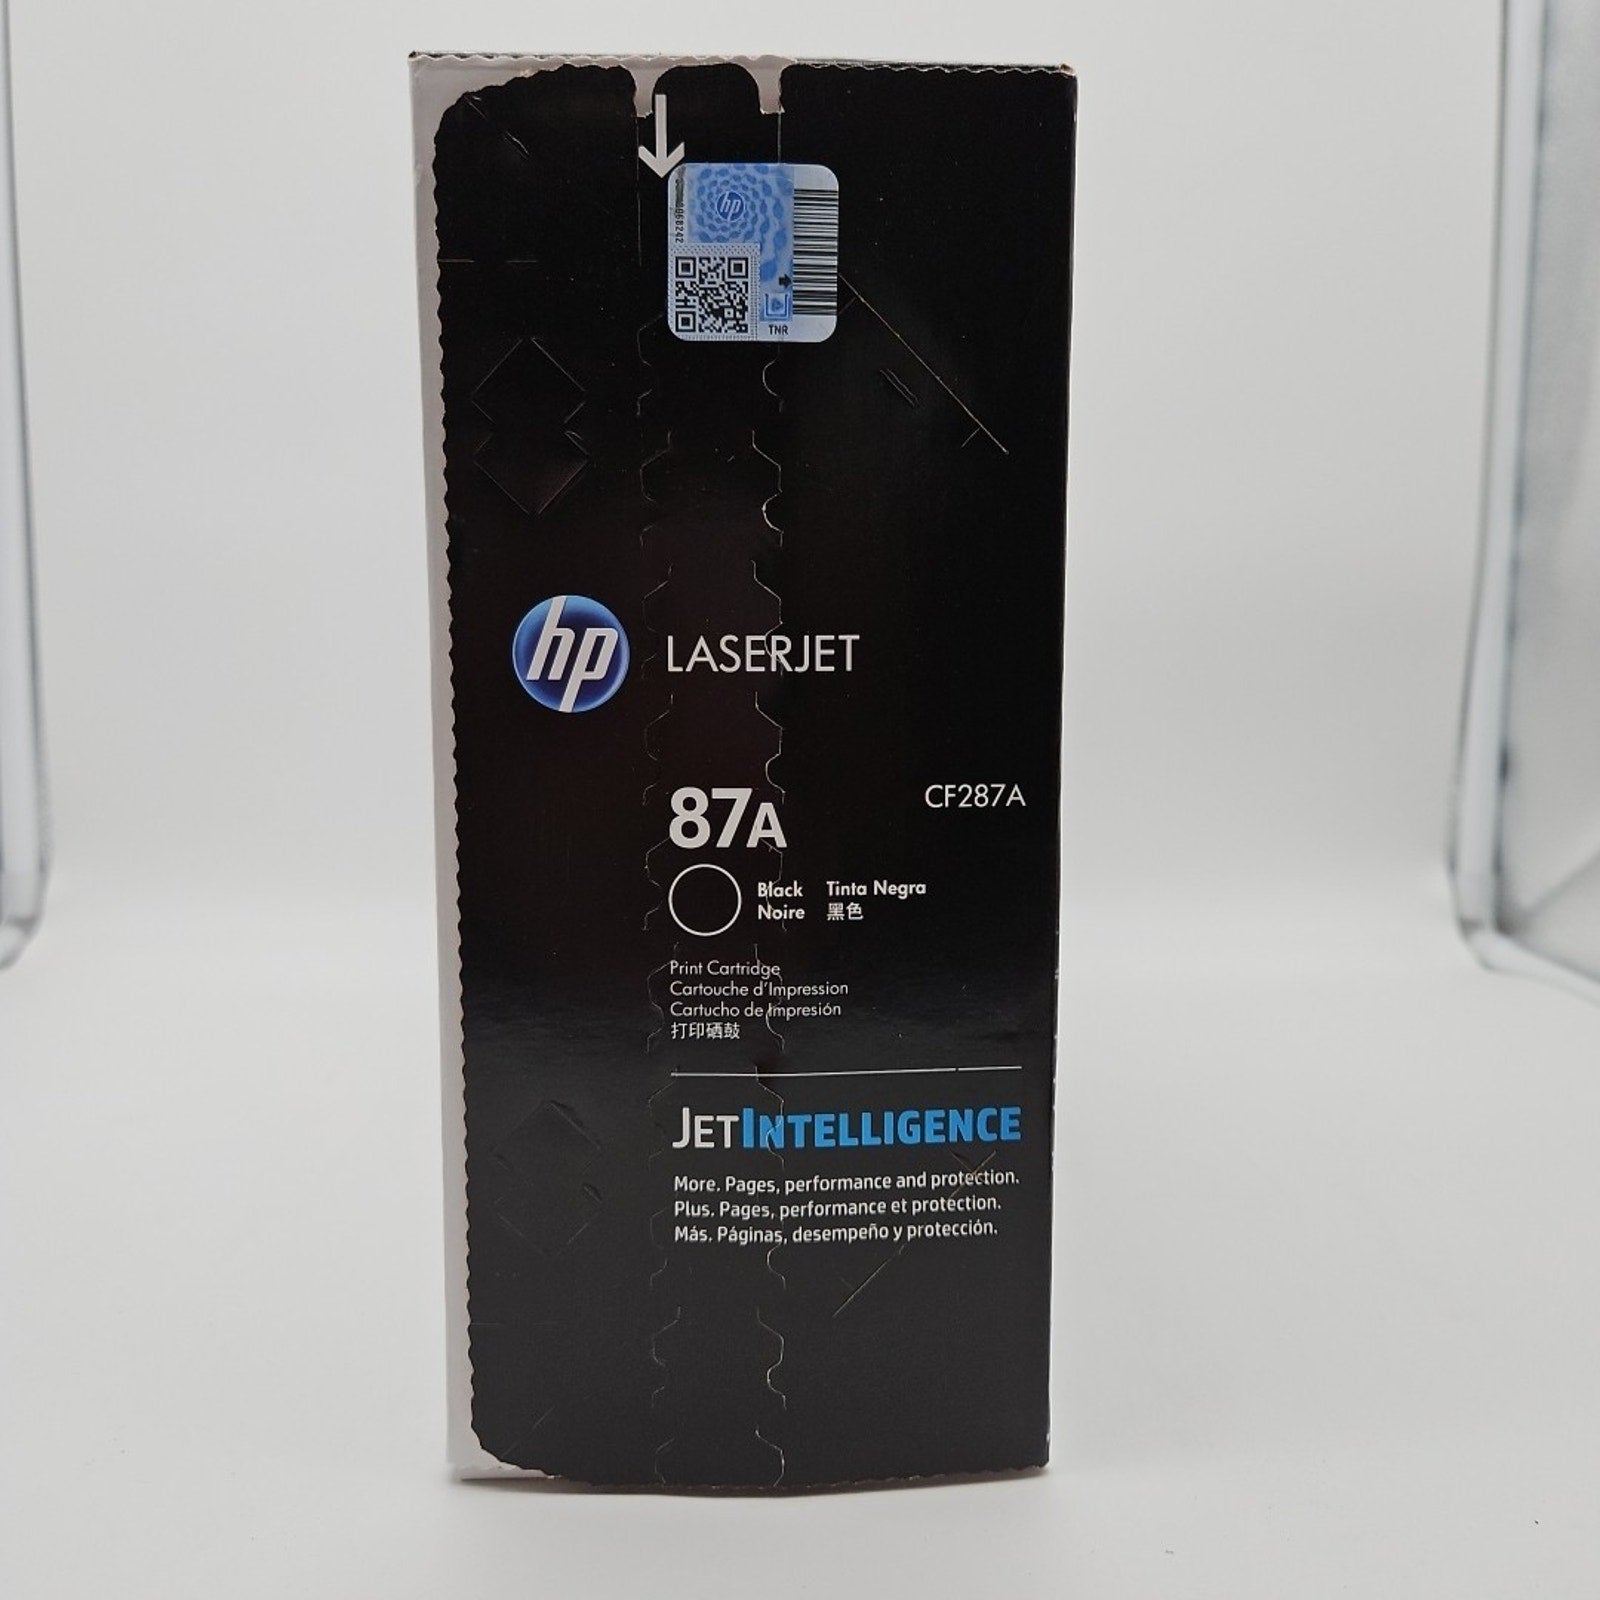 hp
TNR
hp LASERJET
87A
CF287A
Black Tinta Negra
Noire 黑色
Print Cartridge
Cartouche d'Impression
Cartucho de Impresión
打印硒鼓
JETINTELLIGENCE
More. Pages, performance and protection.
Plus. Pages, performance et protection.
Más. Páginas, desempeño y protección.